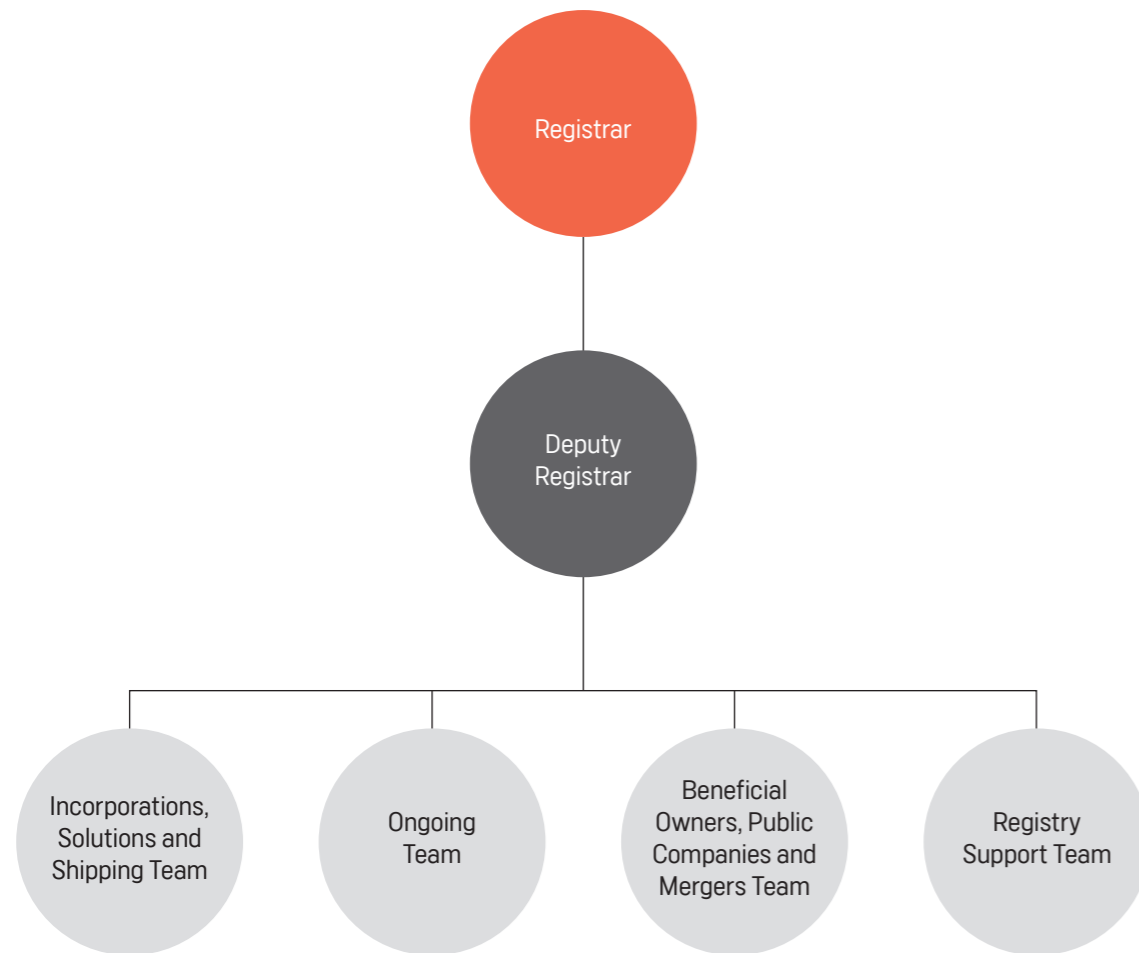 Registrar
Deputy
Registrar
Incorporations,
Solutions and
Shipping Team
Ongoing
Team
Beneficial
Owners, Public
Companies and
Mergers Team
Registry
Support Team